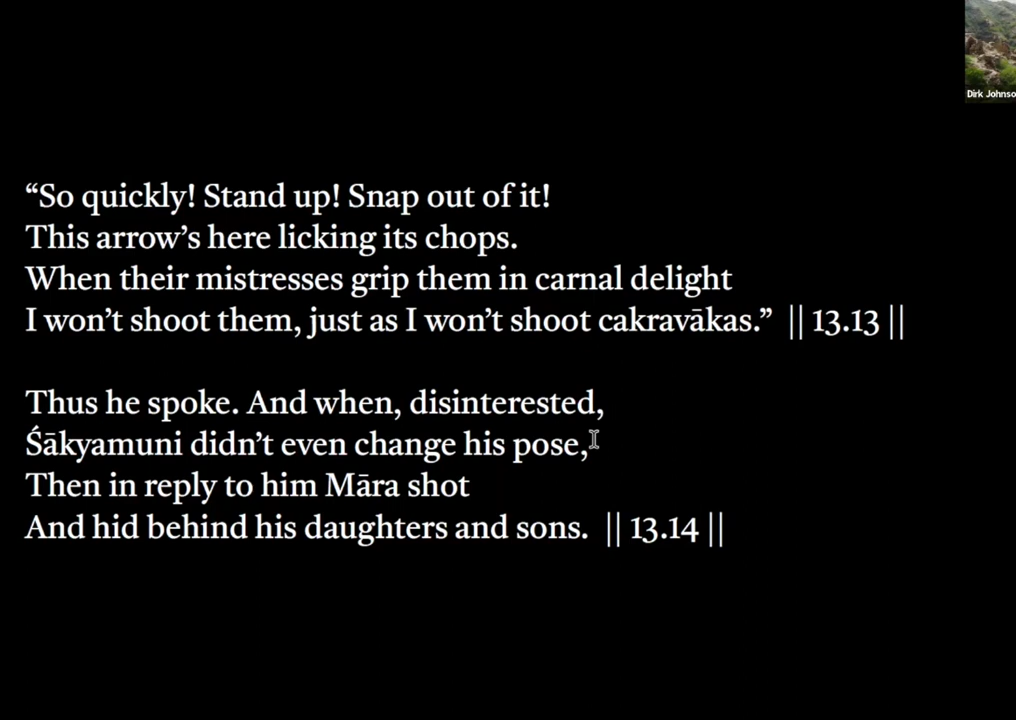 Dirk Johnso
“So quickly! Stand up! Snap out of it!
This arrow’s here licking its chops.
When their mistresses grip them in carnal delight
I won’t shoot them, just as I won’t shoot cakravākas.” || 13.13 ||
Thus he spoke. And when, disinterested,
Śākyamuni didn’t even change his pose,
Then in reply to him Māra shot
And hid behind his daughters and sons. || 13.14 ||